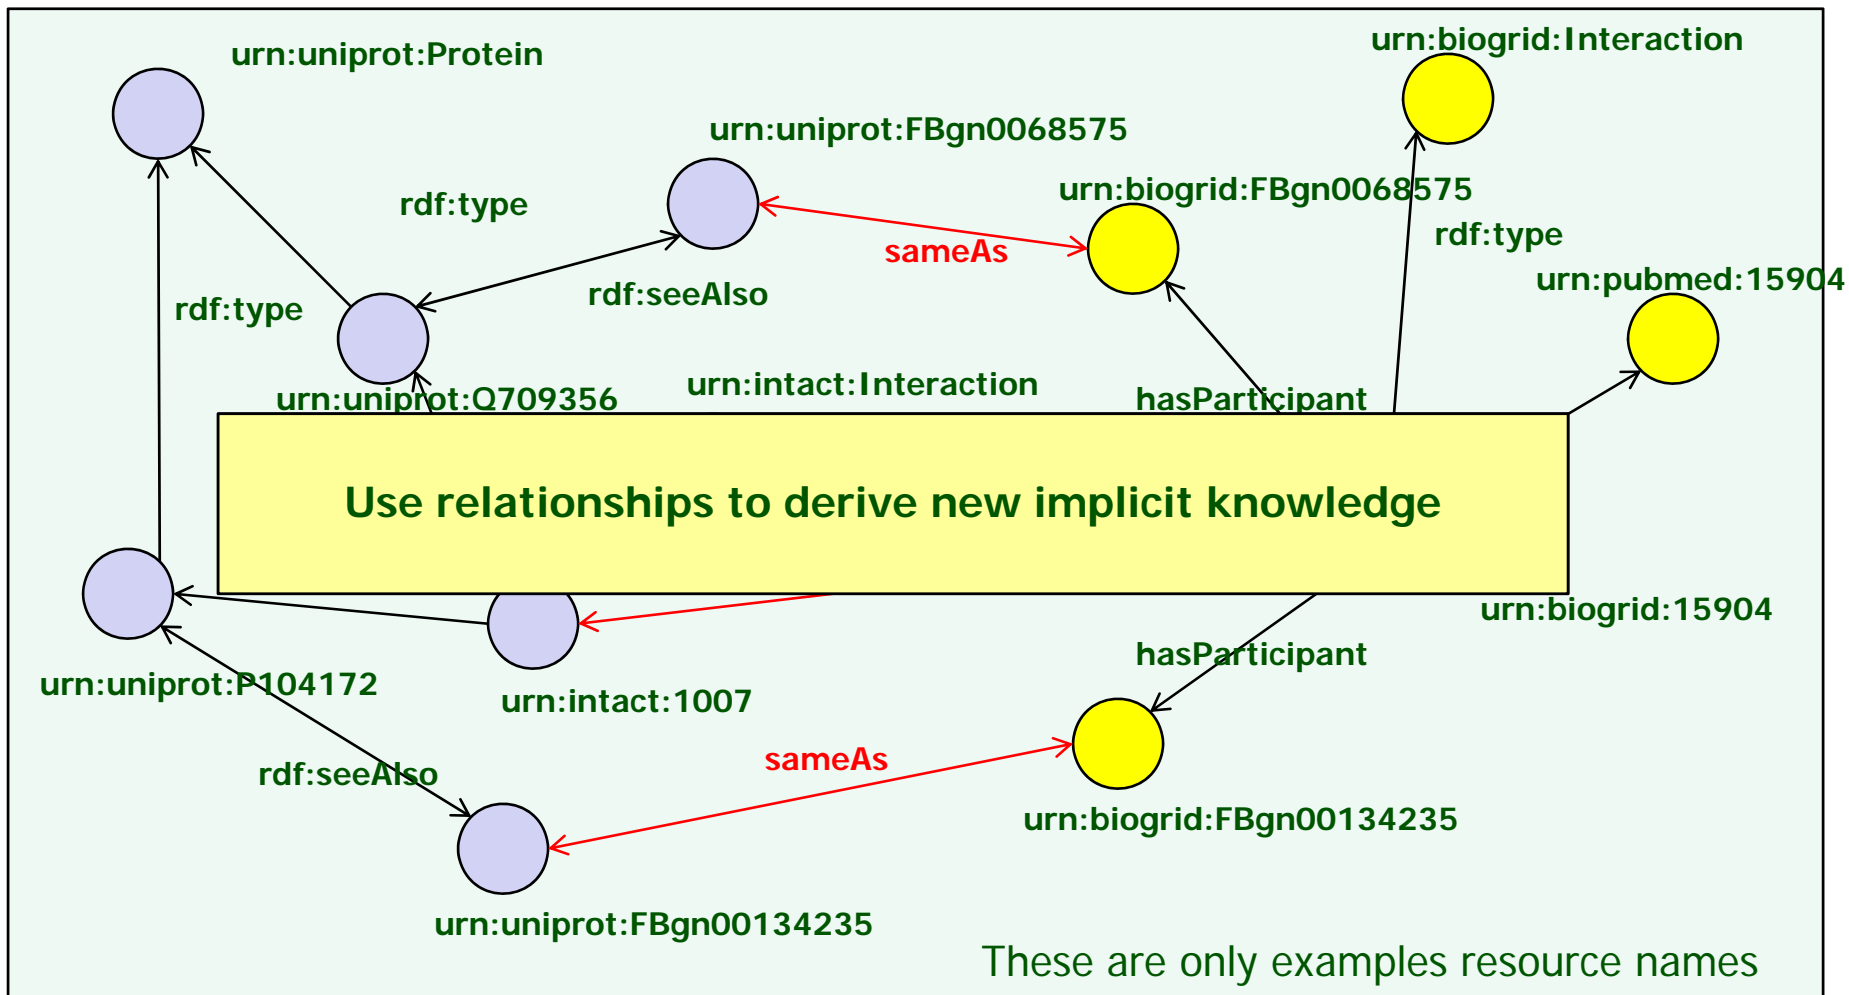 urn:biogrid:Interaction
urn:uniprot:Protein
urn:uniprot:FBgn0068575
urn:biogrid:FBgn0068575
rdf:type
rdf:type
sameAs
urn:pubmed:15904
rdf:seeAlso
rdf:type
urn:intact:Interaction
urn:uniprot:Q709356
hasParticipant
Use relationships to derive new implicit knowledge
urn:biogrid:15904
hasParticipant
urn:uniprot:P104172
urn:intact:1007
sameAs
rdf:seeAlso
urn:biogrid:FBgn00134235
urn:uniprot:FBgn00134235
These are only examples resource names